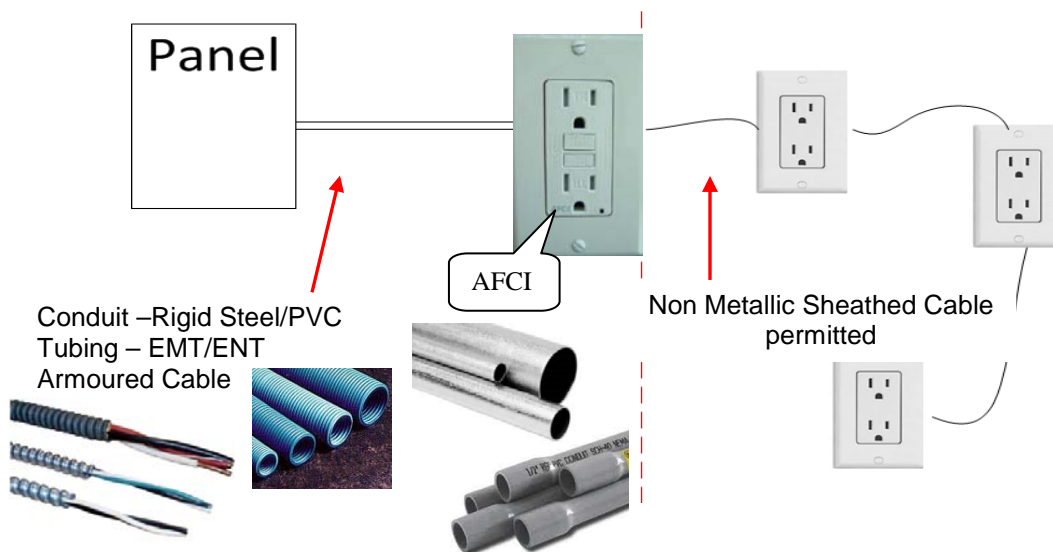 Panel
AFCI
Conduit –Rigid Steel/PVC
Tubing – EMT/ENT
Armoured Cable
Non Metallic Sheathed Cable
permitted